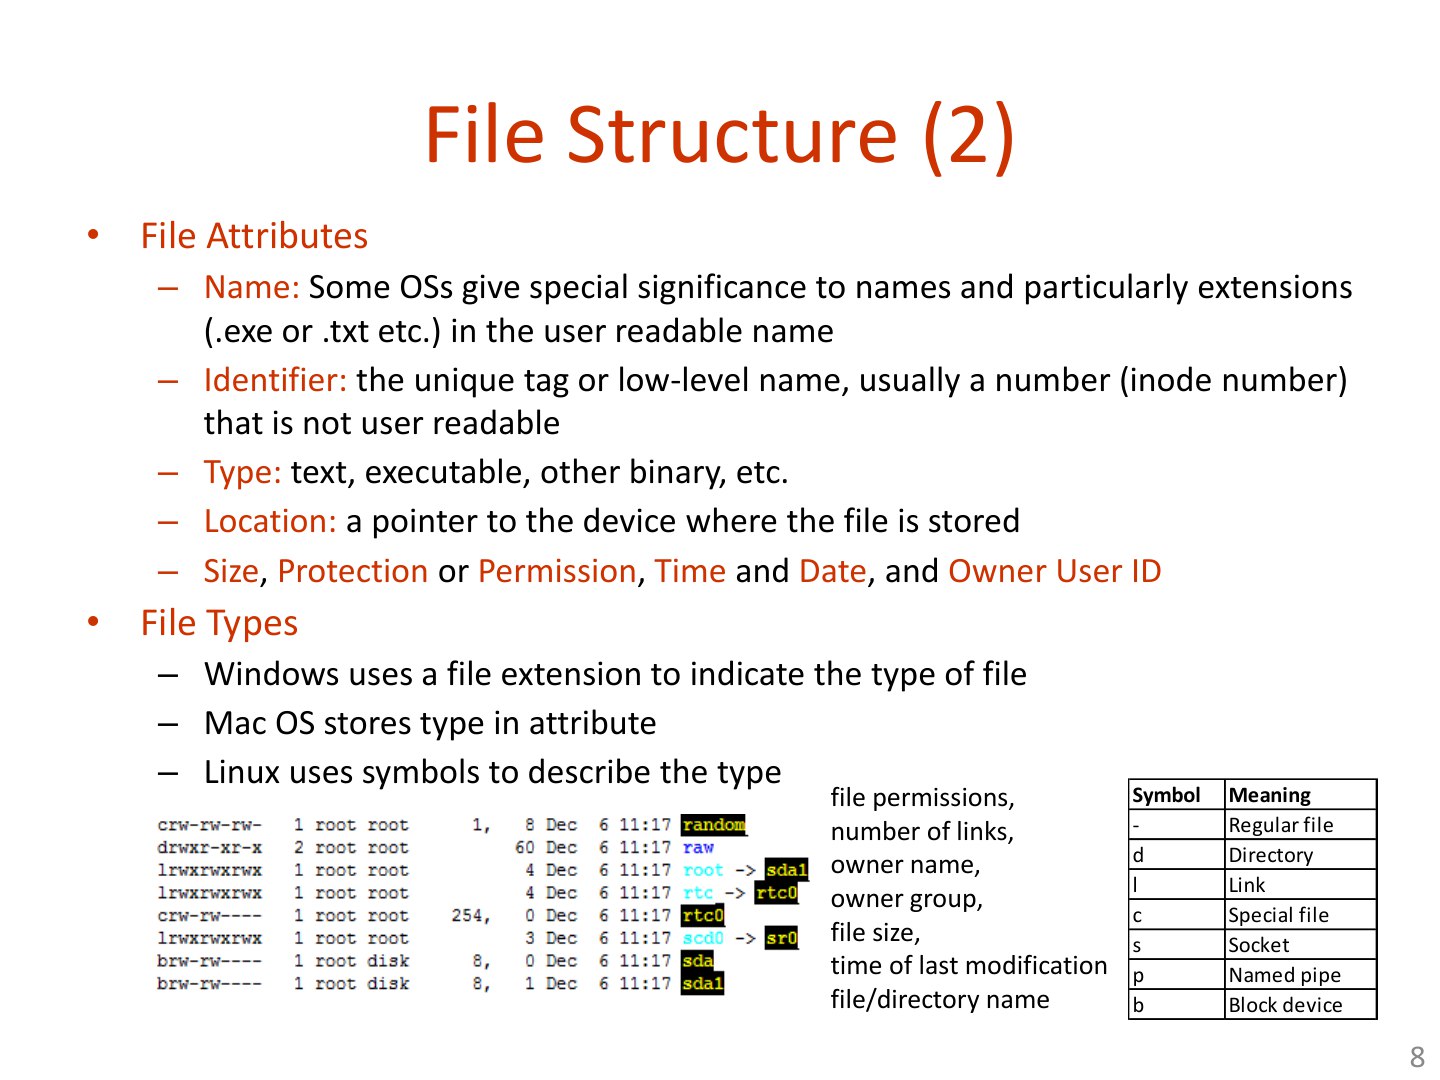 File Structure (2)
• File Attributes
– Name: Some OSs give special significance to names and particularly extensions
(.exe or .txt etc.) in the user readable name
– Identifier: the unique tag or low-level name, usually a number (inode number)
that is not user readable
– Type: text, executable, other binary, etc.
– Location: a pointer to the device where the file is stored
– Size, Protection or Permission, Time and Date, and Owner User ID
• File Types
– Windows uses a file extension to indicate the type of file
– Mac OS stores type in attribute
– Linux uses symbols to describe the type
crw-rw-rw- 1 root root 1, 8 Dec 6 11:17 random
drwxr-xr-x 2 root root 60 Dec 6 11:17 raw
lrwxrwxrwx 1 root root 4 Dec 6 11:17 root -> sda1
lrwxrwxrwx 1 root root 4 Dec 6 11:17 rtc -> rtc0
crw-rw---- 1 root root 254, 0 Dec 6 11:17 rtc0
lrwxrwxrwx 1 root root 3 Dec 6 11:17 scd0 -> sr0
brw-rw---- 1 root disk 8, 0 Dec 6 11:17 sda
brw-rw---- 1 root disk 8, 1 Dec 6 11:17 sda1
file permissions,
number of links,
owner name,
owner group,
file size,
time of last modification
file/directory name
Symbol Meaning
- Regular file
d Directory
l Link
c Special file
s Socket
p Named pipe
b Block device
8